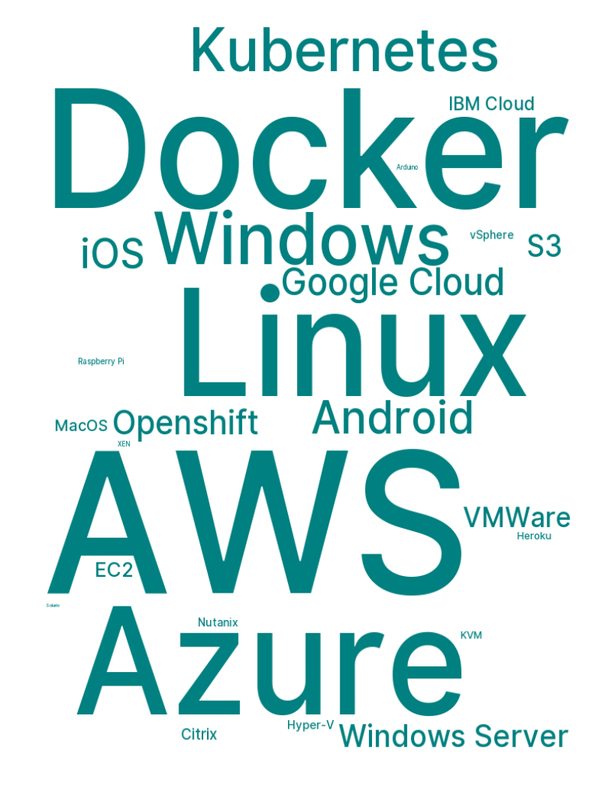 Kubernetes
IBM Cloud
Docker
Arduino
Windows
vSphere
S3
iOS
Google Cloud
Linux
Raspberry Pi
Android
Openshift
MacOS
XEN
AWS
VMWare
Heroku
EC2
Nutanix
Azure
KVM
Hyper-V
Citrix
Windows Server